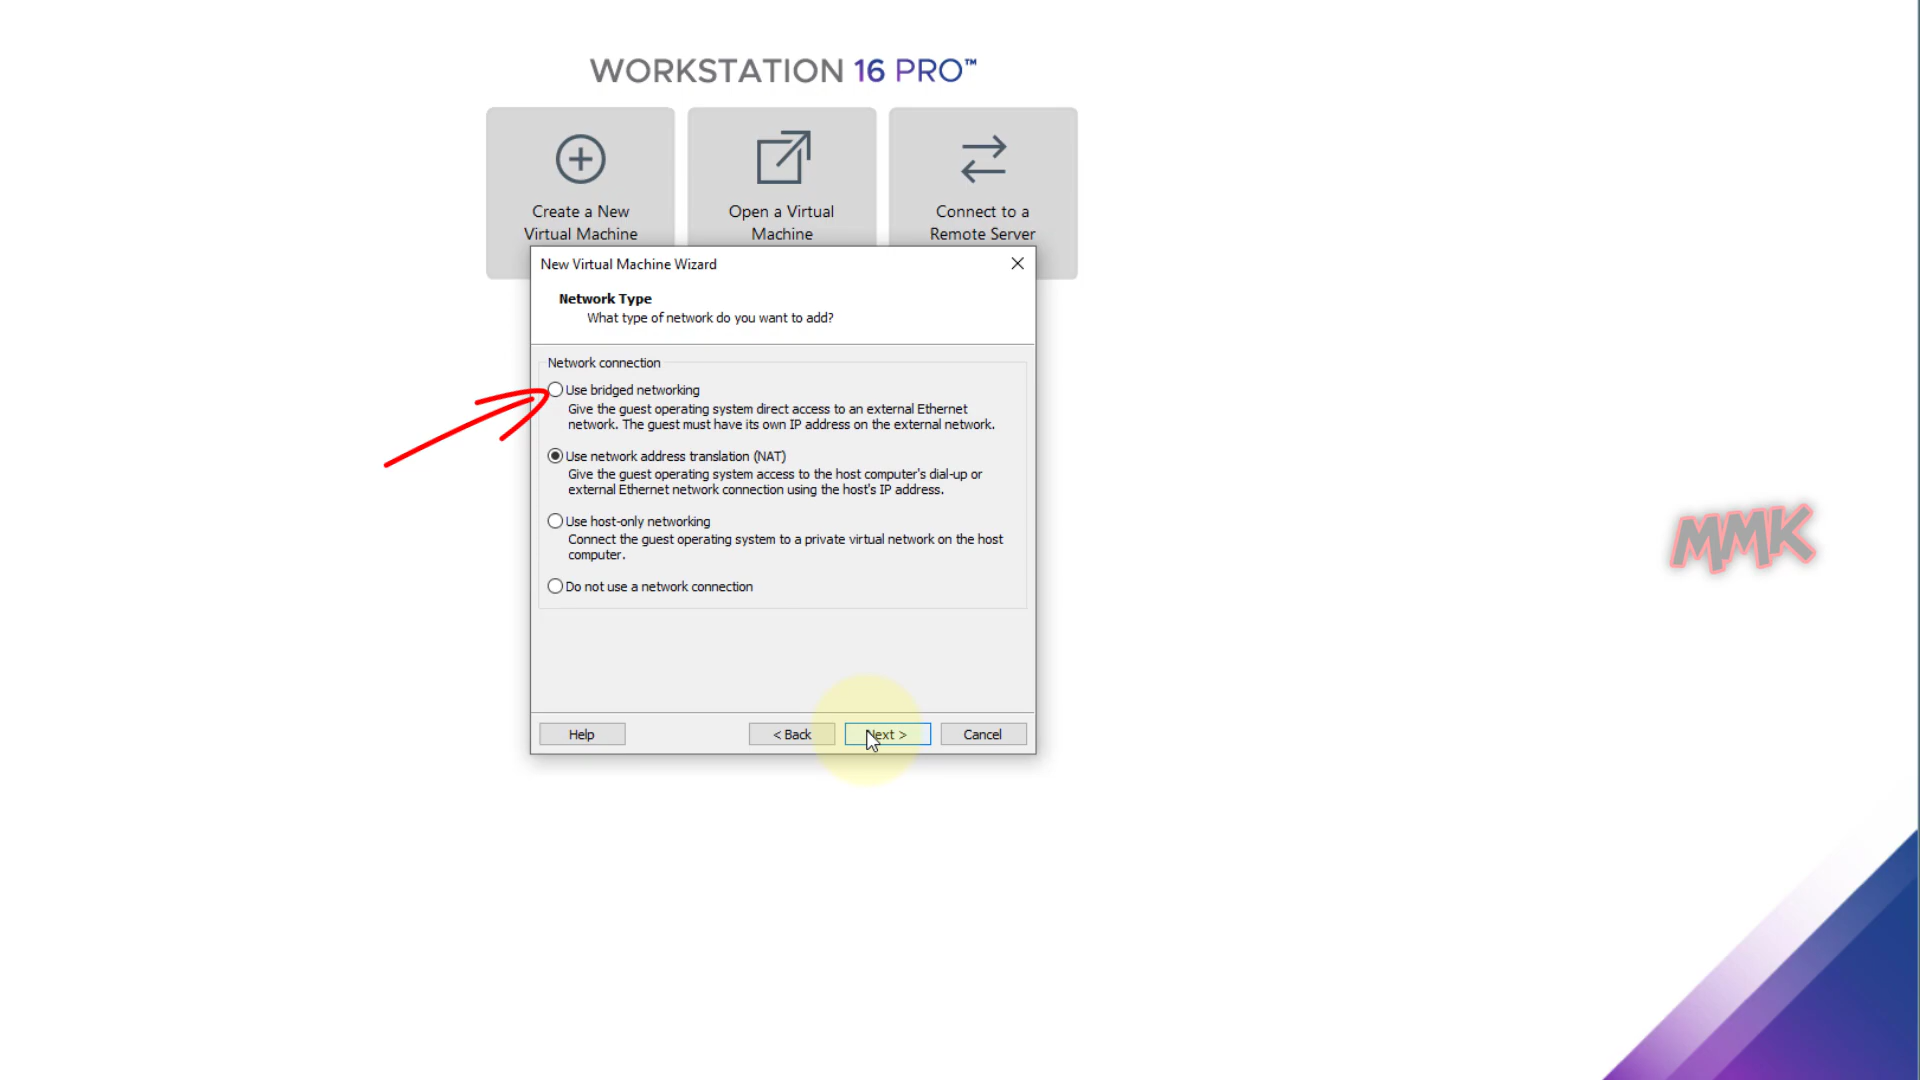 WORKSTATION 16 PRO™
Create a New
Virtual Machine
Open a Virtual
Machine
Connect to a
Remote Server
New Virtual Machine Wizard
Network Type
What type of network do you want to add?
Network connection
Use bridged networking
Give the guest operating system direct access to an external Ethernet
network. The guest must have its own IP address on the external network.
Use network address translation (NAT)
Give the guest operating system access to the host computer's dial-up or
external Ethernet network connection using the host's IP address.
Use host-only networking
Connect the guest operating system to a private virtual network on the host
computer.
Do not use a network connection
Help
< Back
Next >
Cancel
MMK